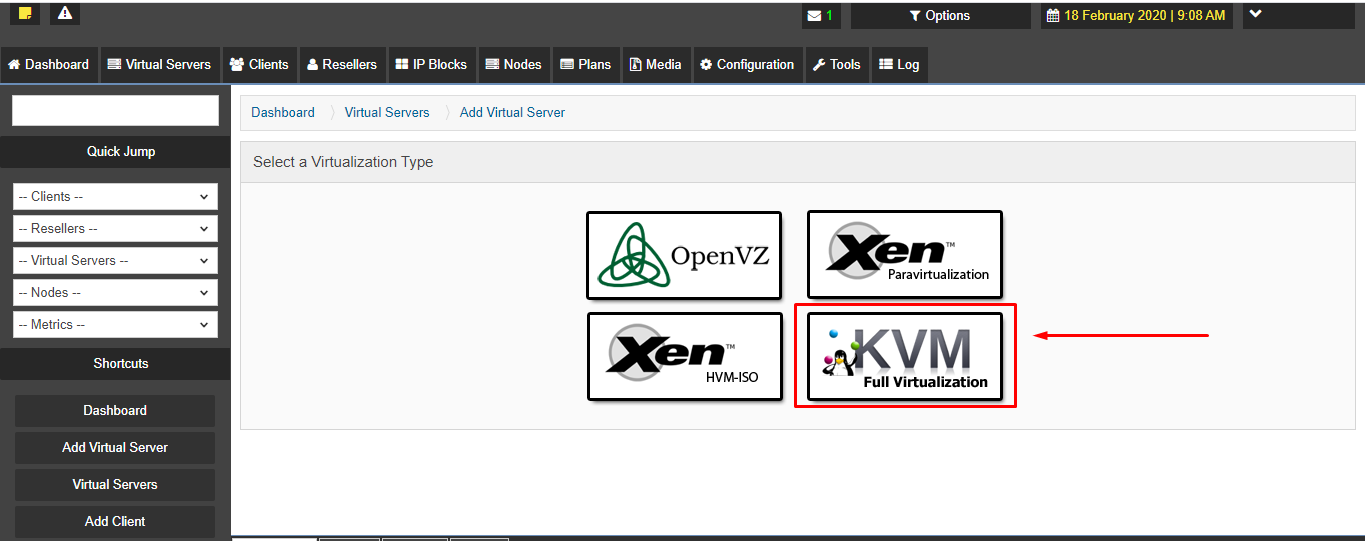 1
Options
18 February 2020 | 9:08 AM
Dashboard
Virtual Servers
Clients
Resellers
IP Blocks
Nodes
Plans
Media
Configuration
Tools
Log
Quick Jump
-- Clients --
-- Resellers --
-- Virtual Servers --
-- Nodes --
-- Metrics --
Shortcuts
Dashboard
Add Virtual Server
Virtual Servers
Add Client
Dashboard
Virtual Servers
Add Virtual Server
Select a Virtualization Type
OpenVZ
Xen™
Paravirtualization
Xen™
HVM-ISO
KVM
Full Virtualization